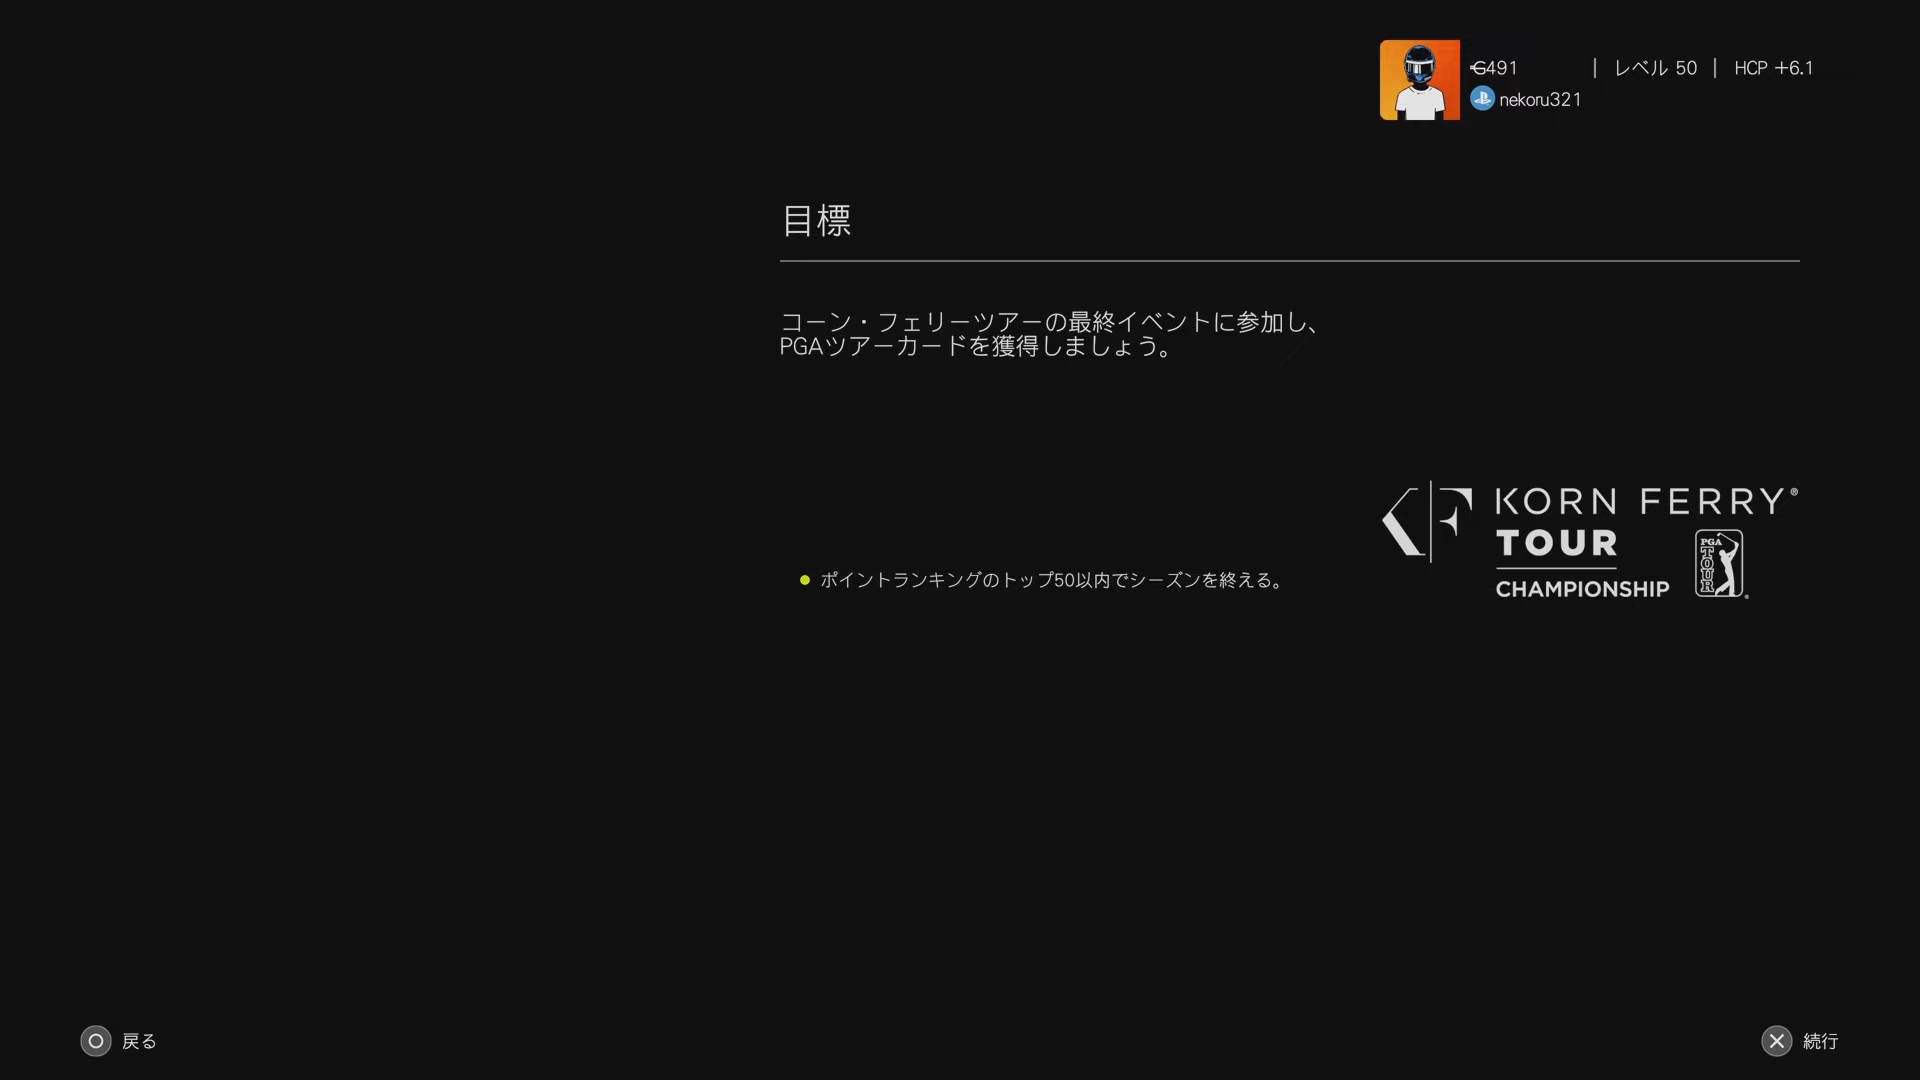 G491 | レベル 50 | HCP +6.1
nekoru321
目標
コーン・フェリーツアーの最終イベントに参加し、
PGAツアーカードを獲得しましょう。
KF KORN FERRY®
TOUR
CHAMPIONSHIP
PGA TOUR®
ポイントランキングのトップ50以内でシーズンを終える。
戻る
続行